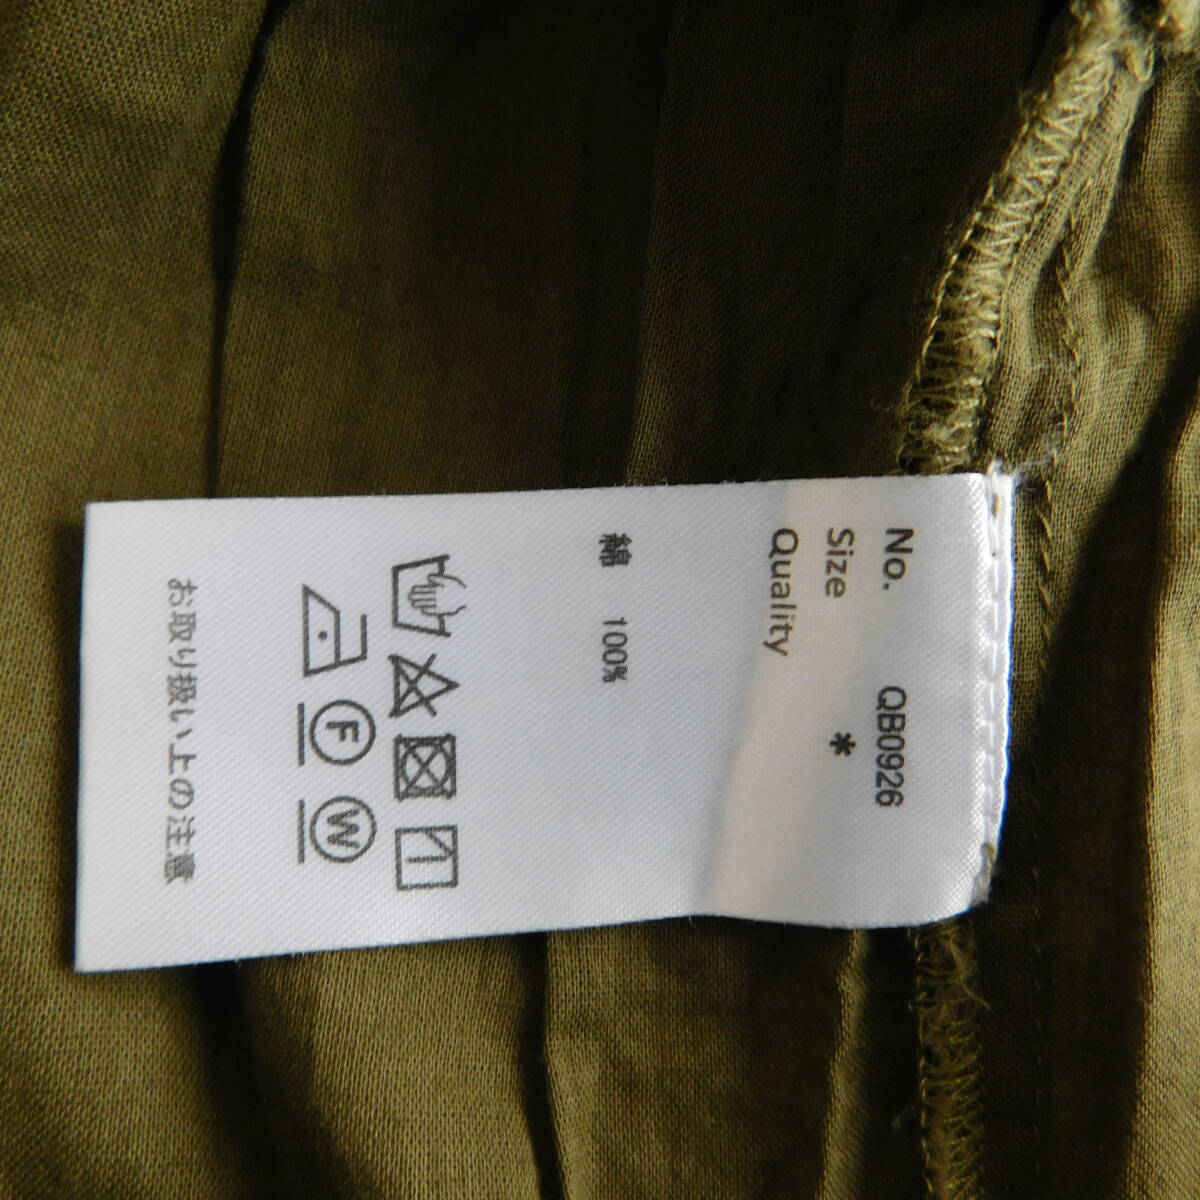 No. QB0926
Size *
Quality
綿 100%
F W
お取り扱い上の注意